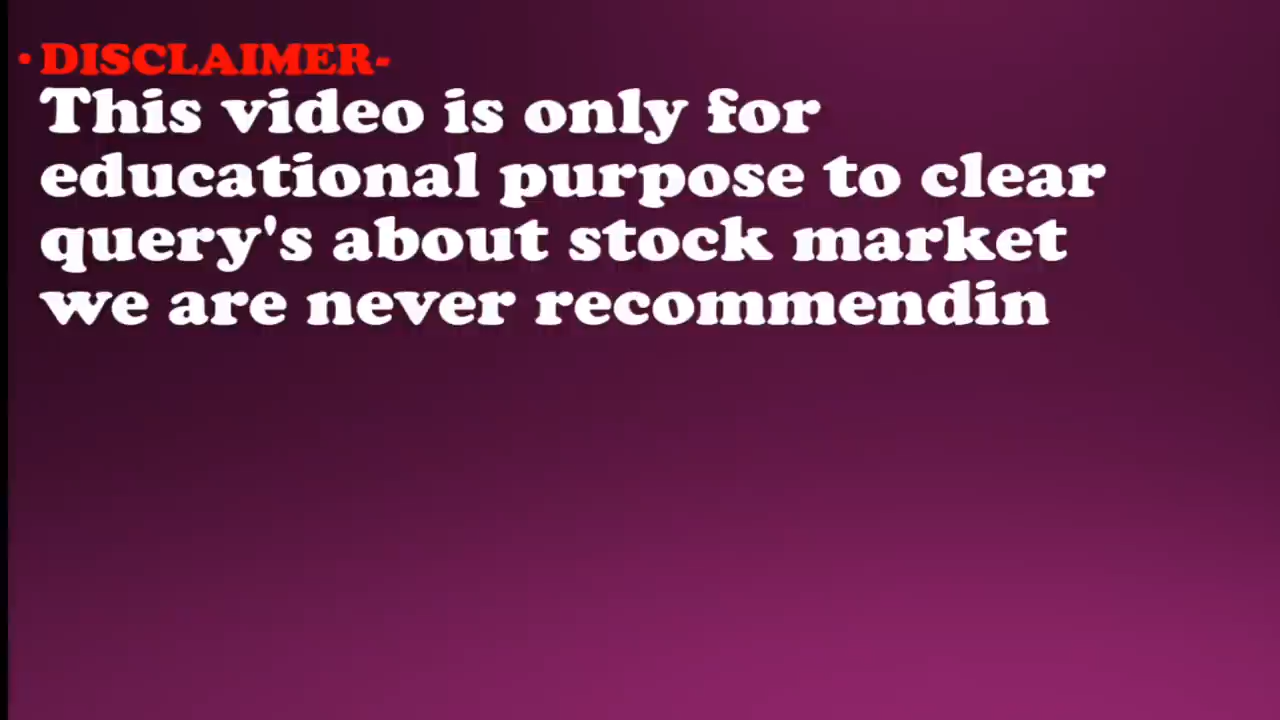 • DISCLAIMER-
This video is only for
educational purpose to clear
query's about stock market
we are never recommendin